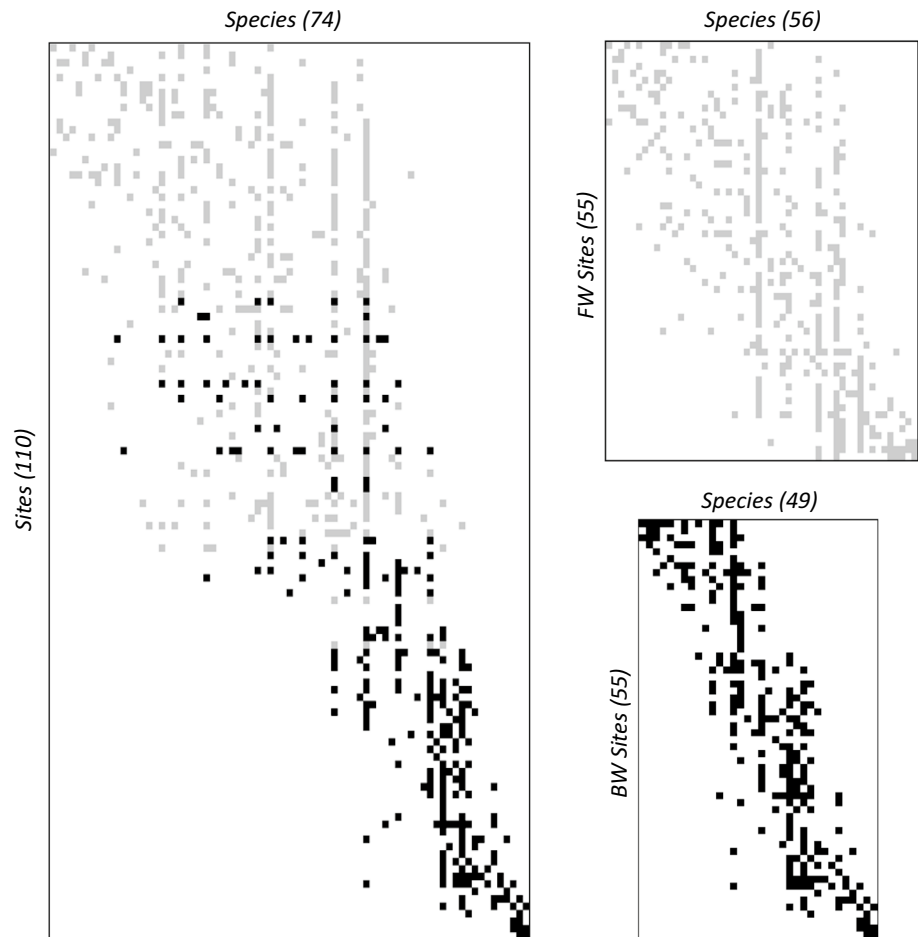 Species (74)
Sites (110)
Species (56)
FW Sites (55)
Species (49)
BW Sites (55)